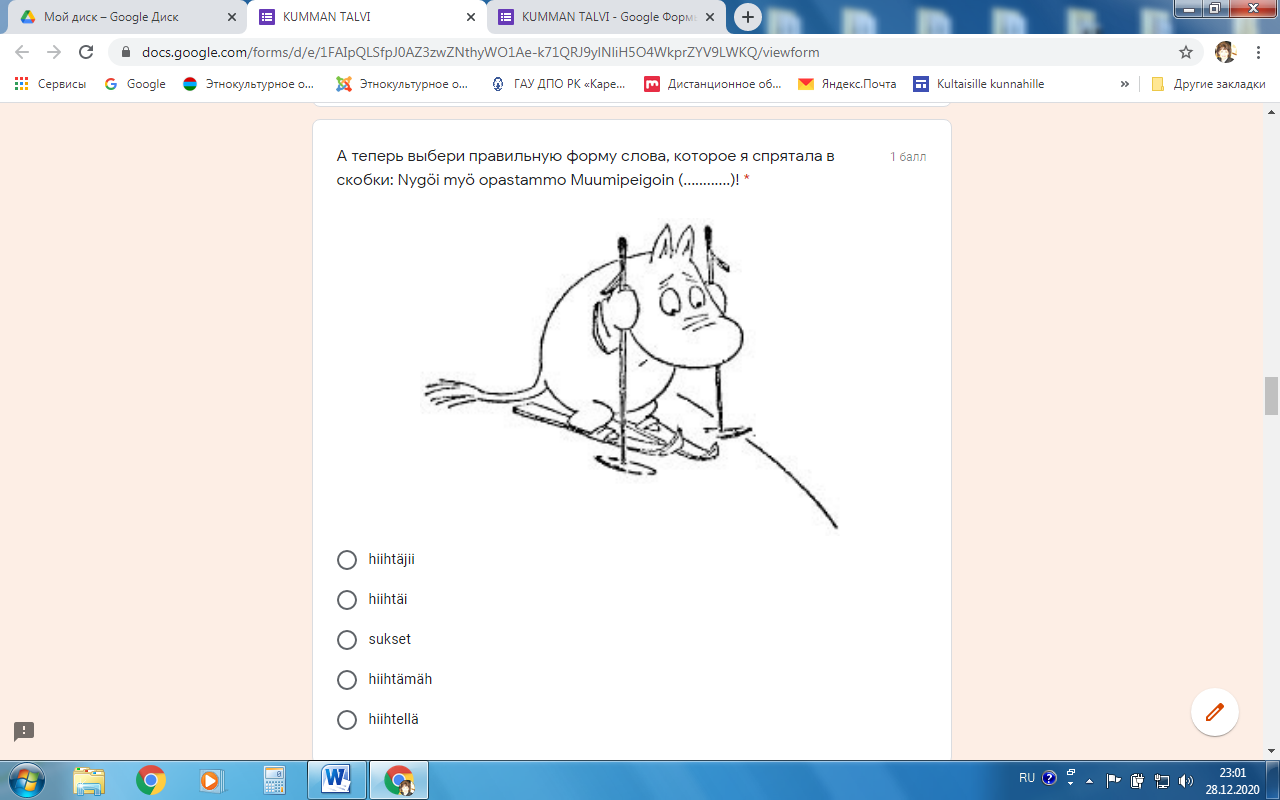 Мой диск – Google Диск
KUMMAN TALVI
KUMMAN TALVI - Google Форм
docs.google.com/forms/d/e/1FAIpQLSfpJ0AZ3zwZNthyWO1Ae-k71QRJ9ylNliH5O4WkprZYV9LWKQ/viewform
Сервисы
Google
Этнокультурное о...
Этнокультурное о...
ГАУ ДПО РК «Каре...
Дистанционное об...
Яндекс.Почта
Kultaisille kunnahille
»
Другие закладки
А теперь выбери правильную форму слова, которое я спрятала в
скобки: Nygöi myö opastammo Muumipeigoin (............)! *
1 балл
hiihtäjii
hiihtäi
sukset
hiihtämäh
hiihtellä
RU
23:01
28.12.2020